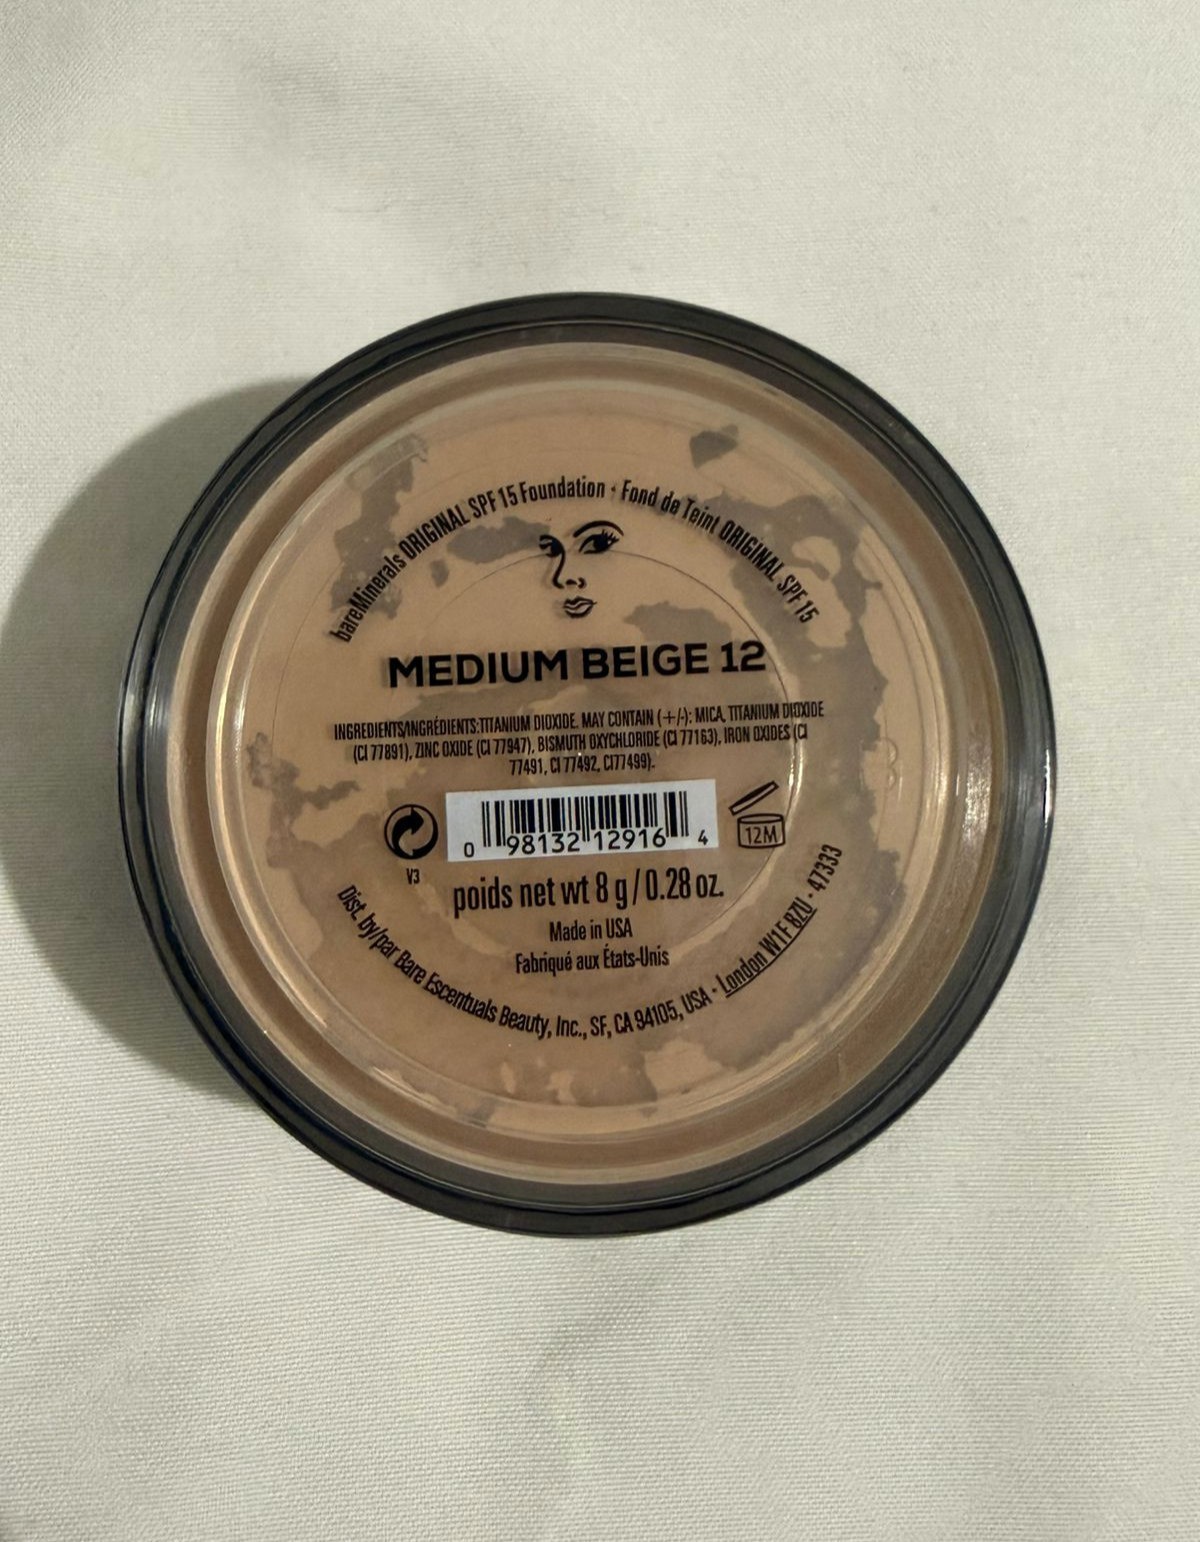 bareMinerals ORIGINAL SPF 15 Foundation · Fond de Teint ORIGINAL SPF 15
MEDIUM BEIGE 12
INGREDIENTS/INGRÉDIENTS:TITANIUM DIOXIDE. MAY CONTAIN (+/-): MICA, TITANIUM DIOXIDE
(CI 77891), ZINC OXIDE (CI 77947), BISMUTH OXYCHLORIDE (CI 77163), IRON OXIDES (CI
77491, CI 77492, CI77499).
0 98132 12916 4
12M
V3
poids net wt 8 g / 0.28 oz.
Made in USA
Fabriqué aux États-Unis
Dist. by/par Bare Escentuals Beauty, Inc., SF, CA 94105, USA · London W1F 8ZU · 47333